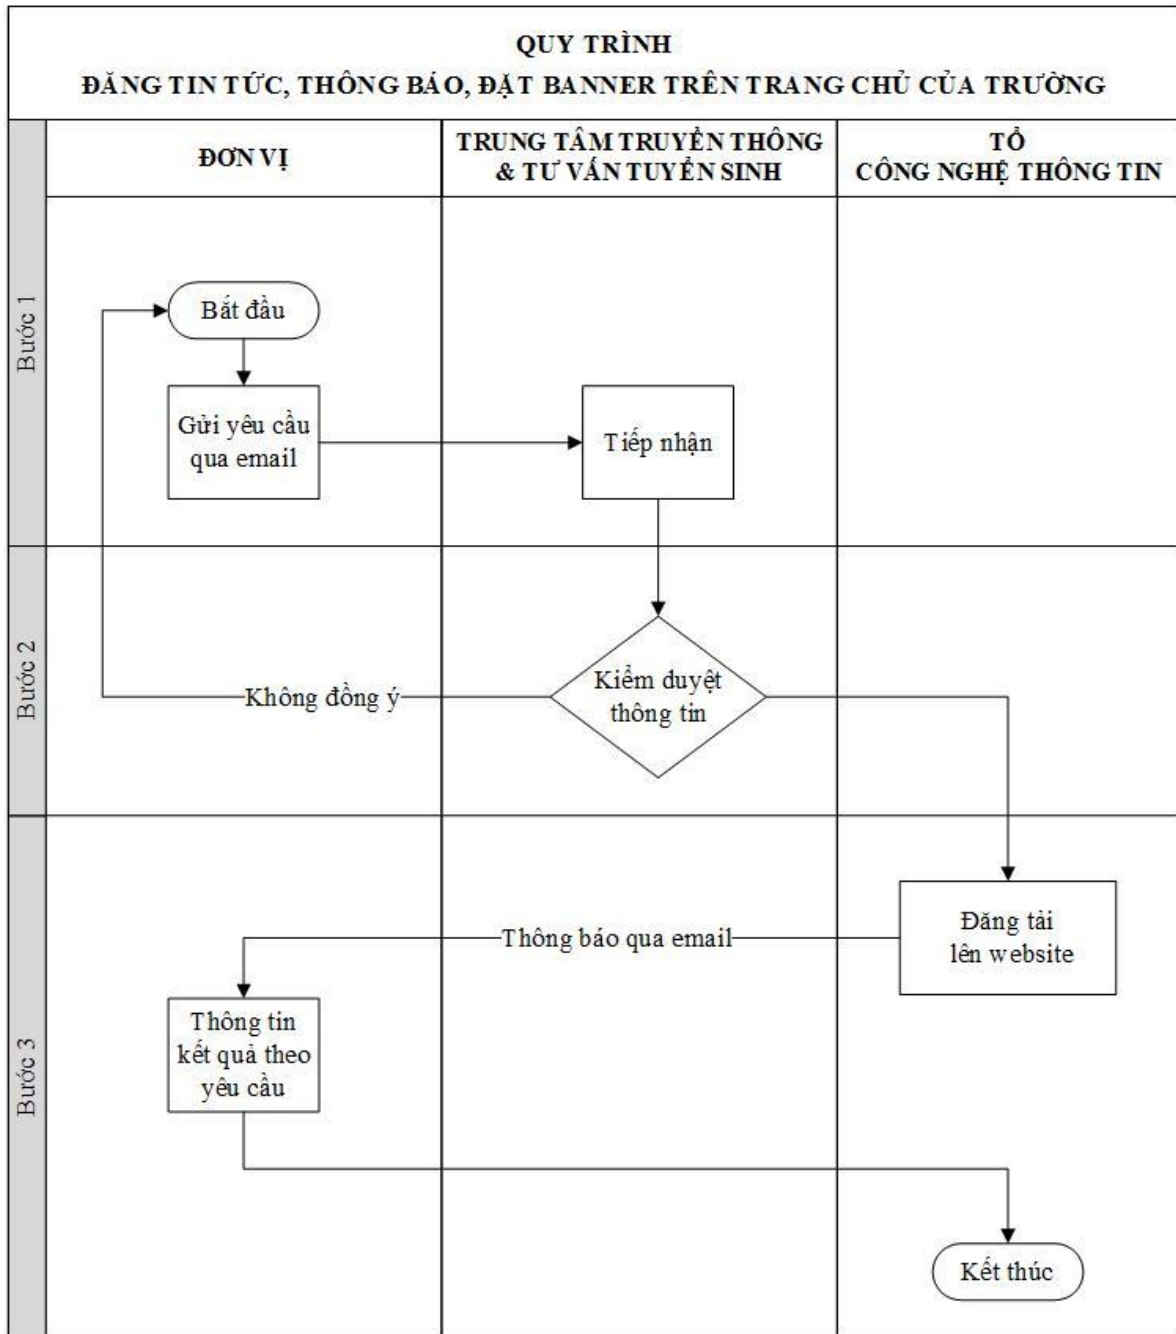 QUY TRÌNH
ĐĂNG TIN TỨC, THÔNG BÁO, ĐẶT BANNER TRÊN TRANG CHỦ CỦA TRƯỜNG
ĐƠN VỊ
TRUNG TÂM TRUYỀN THÔNG
& TƯ VẤN TUYỂN SINH
TỔ
CÔNG NGHỆ THÔNG TIN
Bước 1
Bắt đầu
Gửi yêu cầu
qua email
Tiếp nhận
Bước 2
Không đồng ý
Kiểm duyệt
thông tin
Bước 3
Đăng tải
lên website
Thông báo qua email
Thông tin
kết quả theo
yêu cầu
Kết thúc